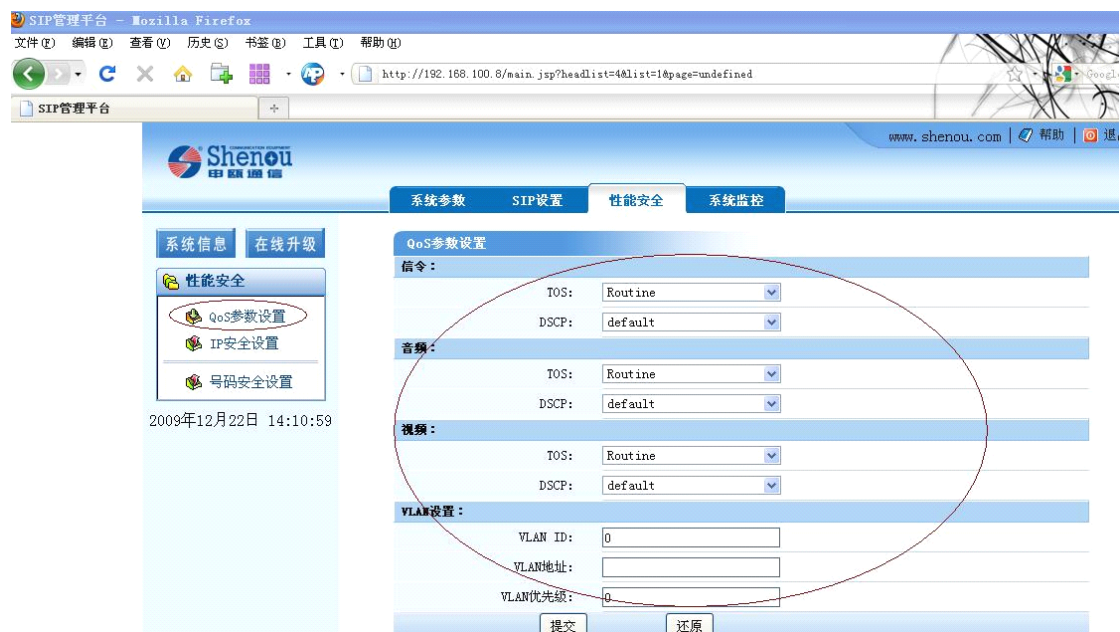 SIP管理平台 - Mozilla Firefox
文件(F) 编辑(E) 查看(V) 历史(S) 书签(B) 工具(T) 帮助(H)
http://192.168.100.8/main.jsp?headlist=4&list=1&page=undefined
SIP管理平台
www.shenou.com | 帮助 |
Shenou
申瓯通信
系统参数 SIP设置 性能安全 系统监控
系统信息 在线升级
性能安全
QoS参数设置
IP安全设置
号码安全设置
2009年12月22日 14:10:59
QoS参数设置
信令：
TOS: Routine
DSCP: default
音频：
TOS: Routine
DSCP: default
视频：
TOS: Routine
DSCP: default
VLAN设置：
VLAN ID: 0
VLAN地址:
VLAN优先级: 0
提交 还原